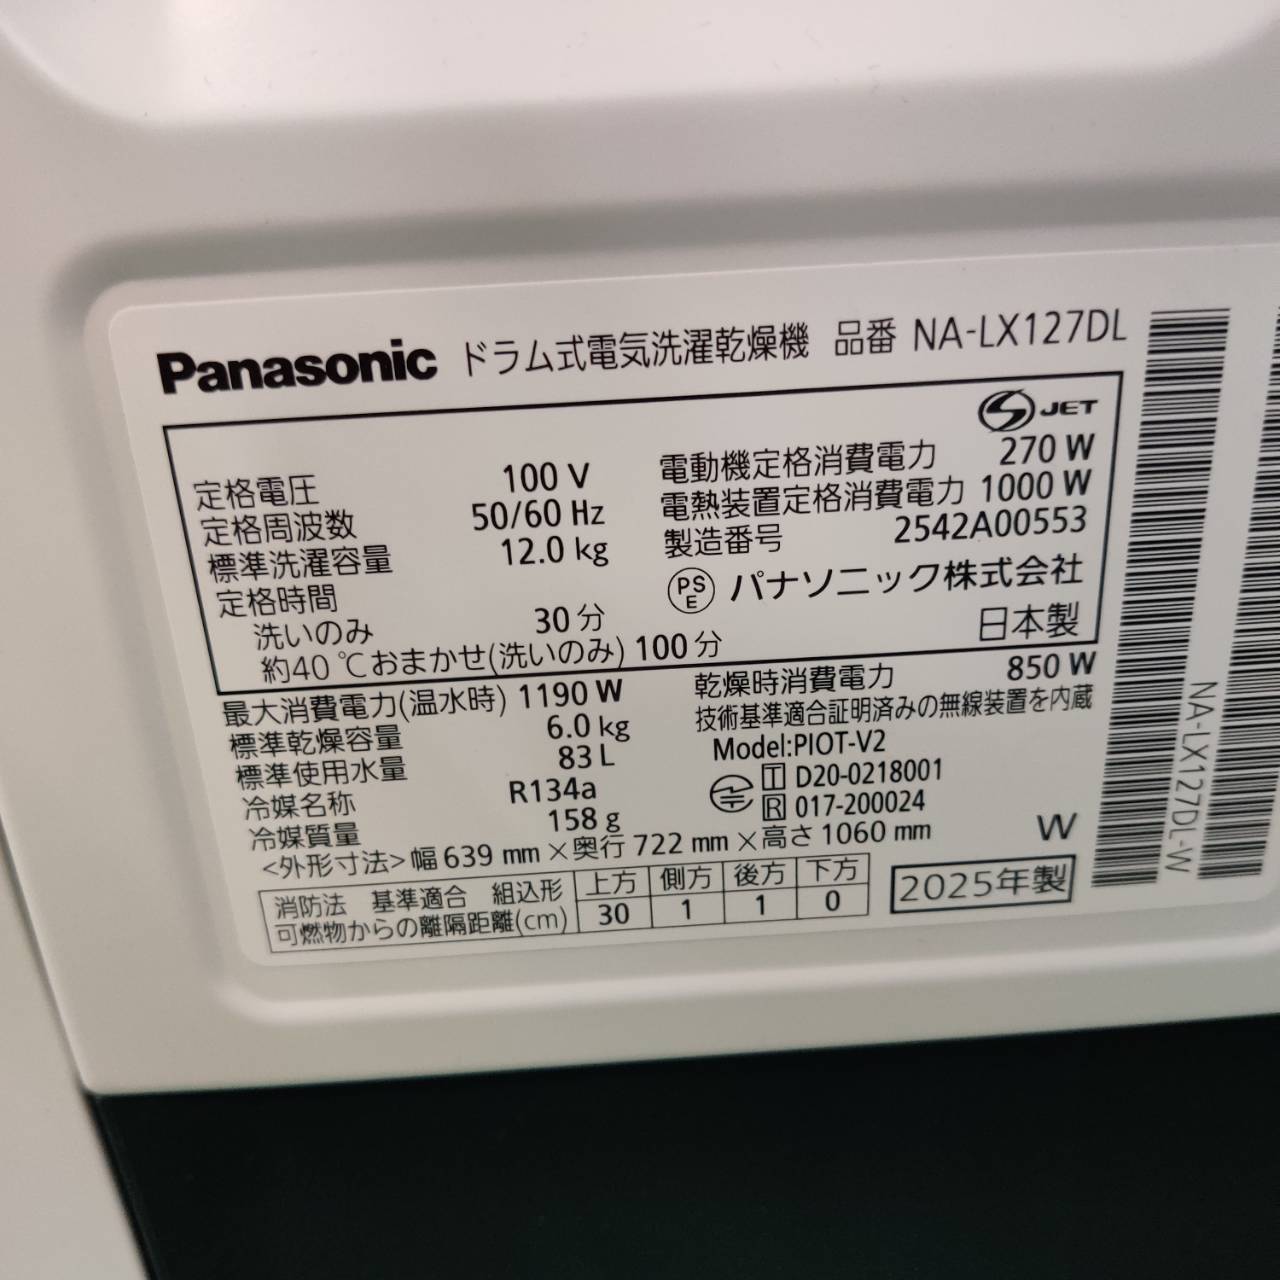 Panasonic ドラム式電気洗濯乾燥機 品番 NA-LX127DL
JET
定格電圧 100 V
定格周波数 50/60 Hz
標準洗濯容量 12.0 kg
定格時間
洗いのみ 30 分
約40 ℃おまかせ(洗いのみ) 100 分
電動機定格消費電力 270 W
電熱装置定格消費電力 1000 W
製造番号 2542A00553
PSE パナソニック株式会社
日本製
最大消費電力(温水時) 1190 W
標準乾燥容量 6.0 kg
標準使用水量 83 L
冷媒名称 R134a
冷媒質量 158 g
<外形寸法> 幅 639 mm × 奥行 722 mm × 高さ 1060 mm
乾燥時消費電力 850 W
技術基準適合証明済みの無線装置を内蔵
Model:PIOT-V2
T D20-0218001
R 017-200024
W
消防法 基準適合 組込形 上方 側方 後方 下方
可燃物からの離隔距離(cm) 30 1 1 0
2025年製
NA-LX127DL-W